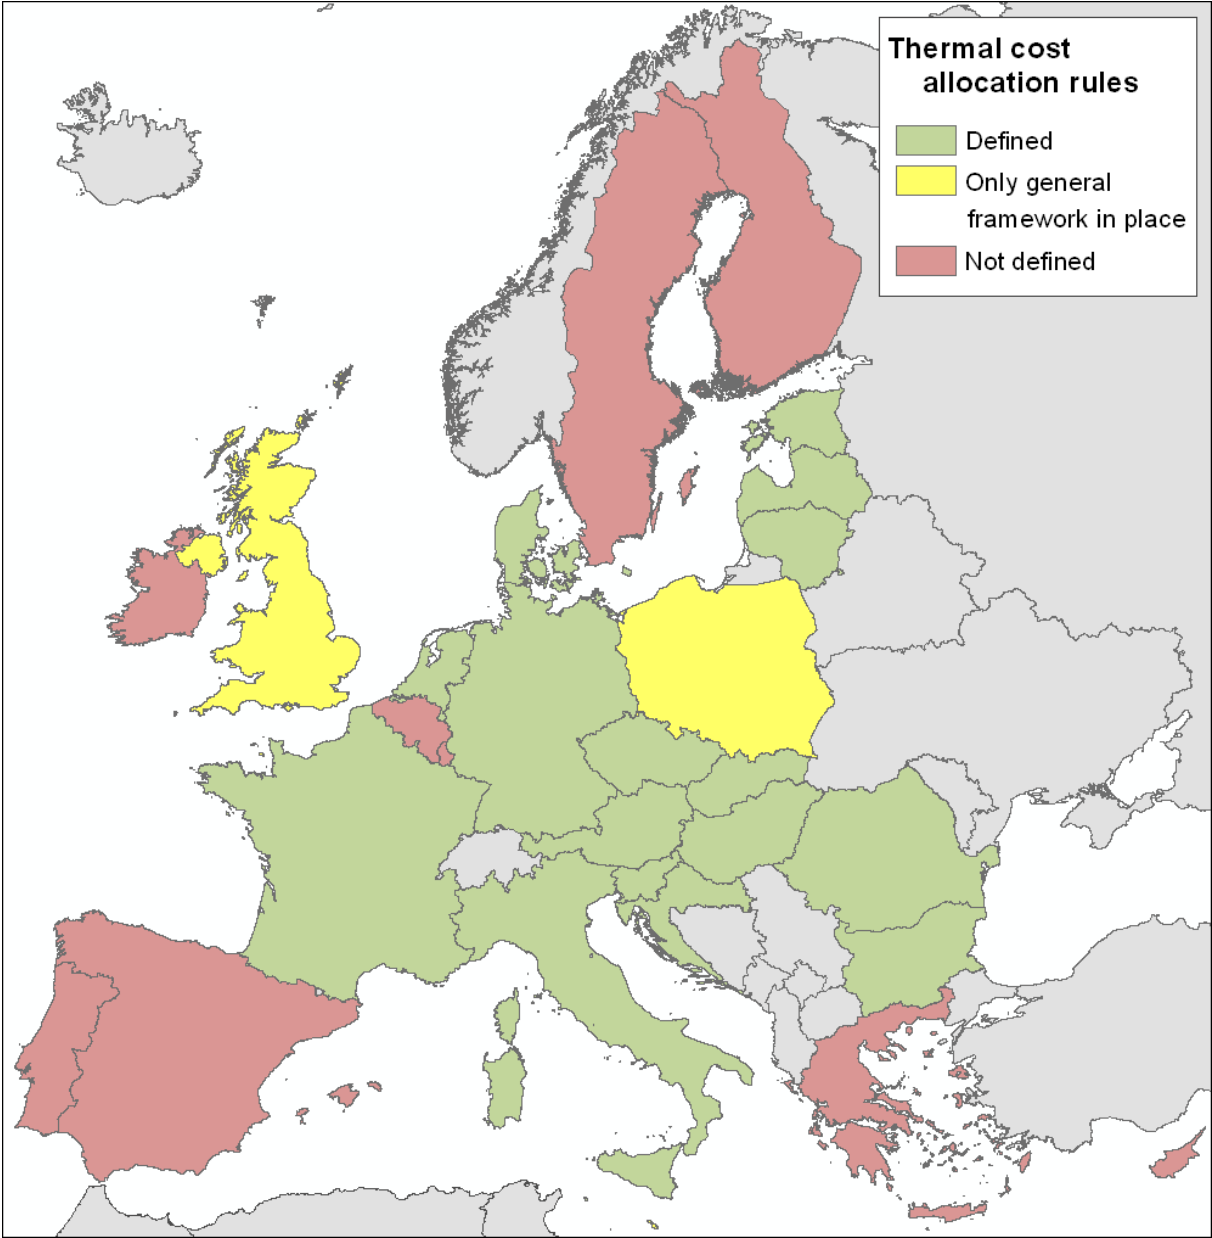 Thermal cost
allocation rules
Defined
Only general
framework in place
Not defined